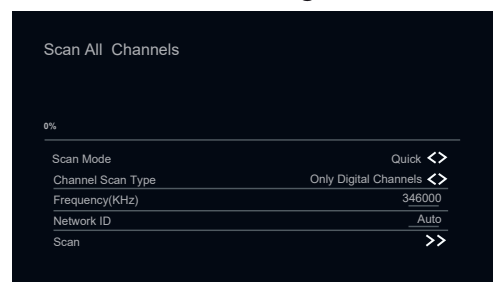 Scan All Channels
0%
Scan Mode Quick <>
Channel Scan Type Only Digital Channels <>
Frequency(KHz) 346000
Network ID Auto
Scan >>